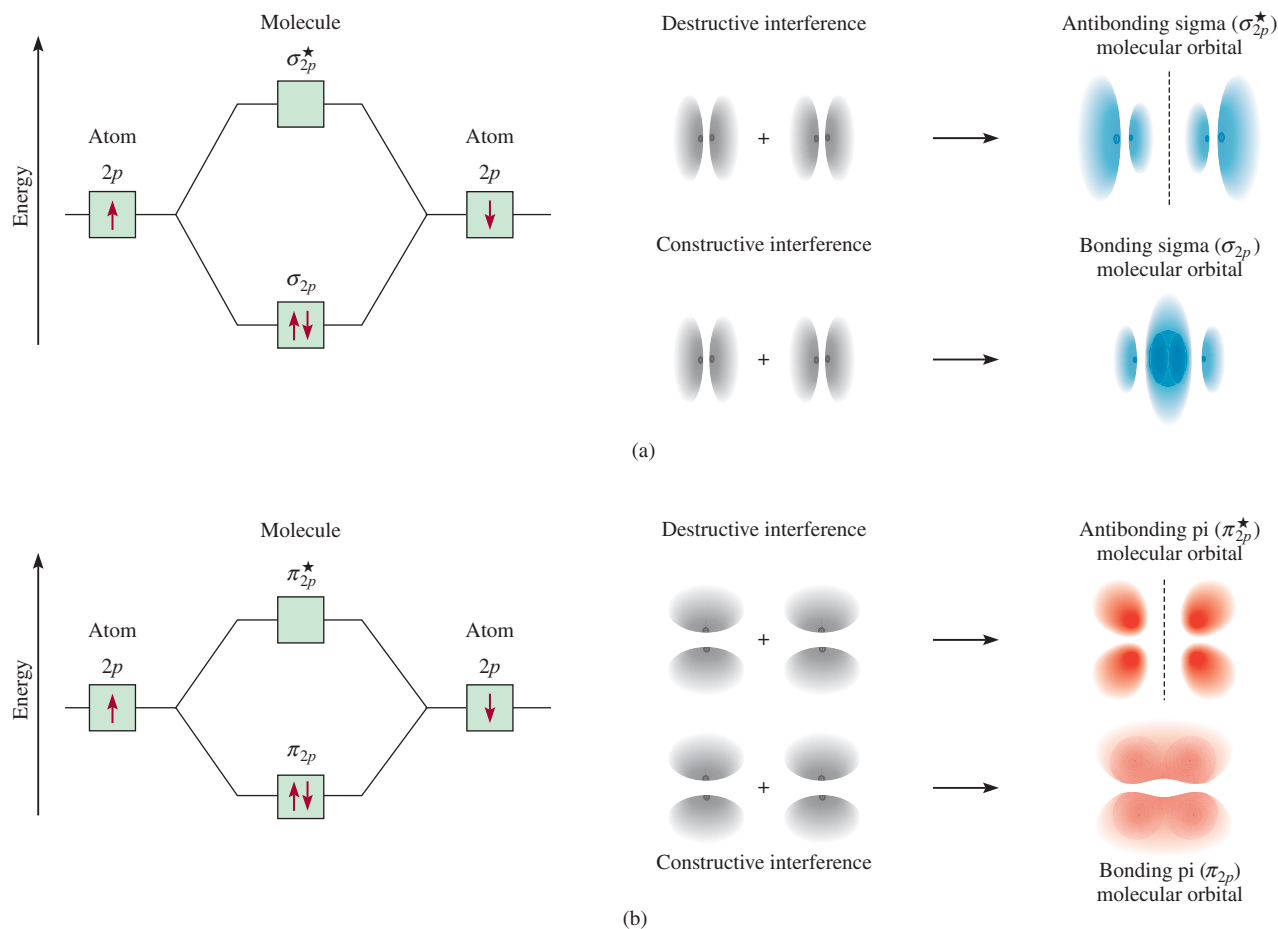 Molecule
σ★2p
Atom
2p
Atom
2p
σ2p
Energy
Destructive interference
+
Antibonding sigma (σ★2p)
molecular orbital
Constructive interference
+
Bonding sigma (σ2p)
molecular orbital
(a)
Molecule
π★2p
Atom
2p
Atom
2p
π2p
Energy
Destructive interference
+
Antibonding pi (π★2p)
molecular orbital
+
Constructive interference
Bonding pi (π2p)
molecular orbital
(b)